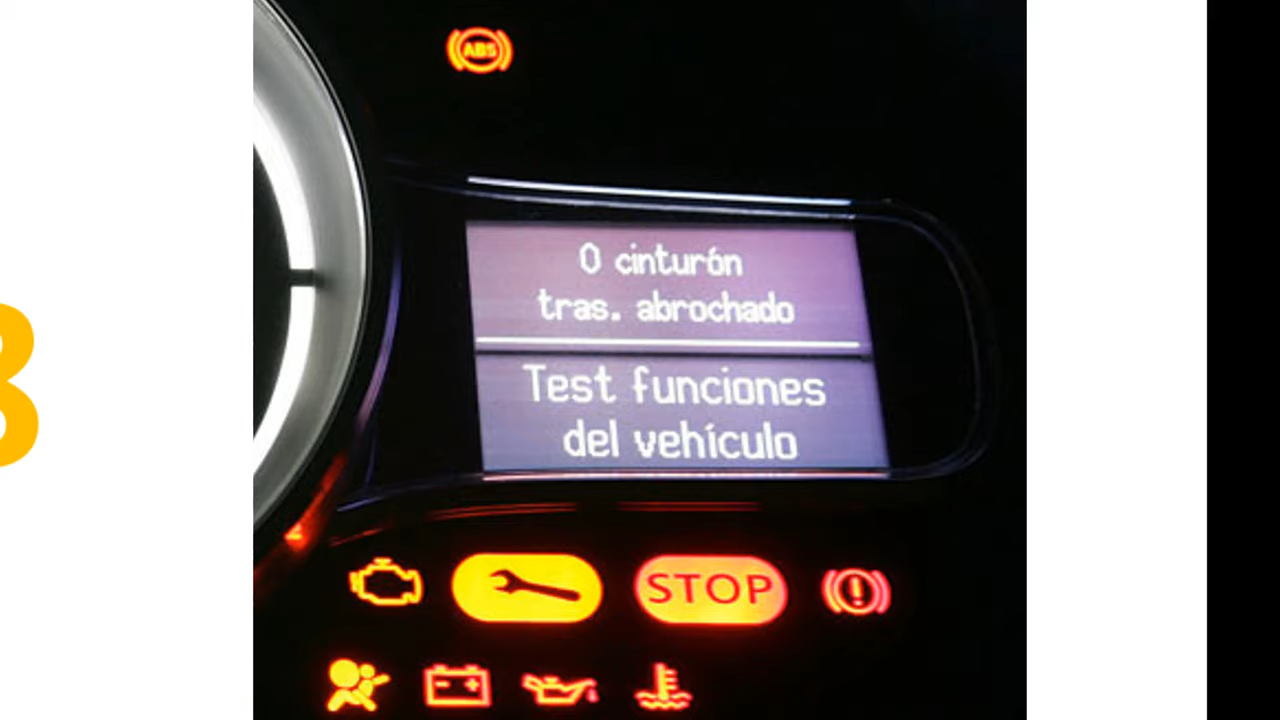 ABS
0 cinturón
tras. abrochado
Test funciones
del vehículo
STOP